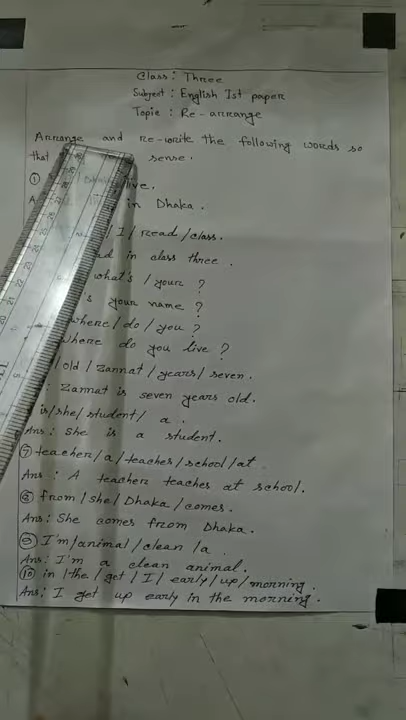 Class : Three
Subject : English 1st paper
Topic : Re-arrange
Arrange and re-write the following words so
that sense.
① live.
A in Dhaka.
/ I / read / class.
in class three.
what's / your ?
your name ?
where / do / you ?
where do you live ?
/ old / Zannat / years / seven.
: Zannat is seven years old.
is / she / student / a.
Ans : She is a student.
⑦ teacher / a / teaches / school / at.
Ans : A teacher teaches at school.
⑧ from / she / Dhaka / comes.
Ans : She comes from Dhaka.
⑨ I'm / animal / clean / a.
Ans : I'm a clean animal.
⑩ in / the / get / I / early / up / morning.
Ans : I get up early in the morning.